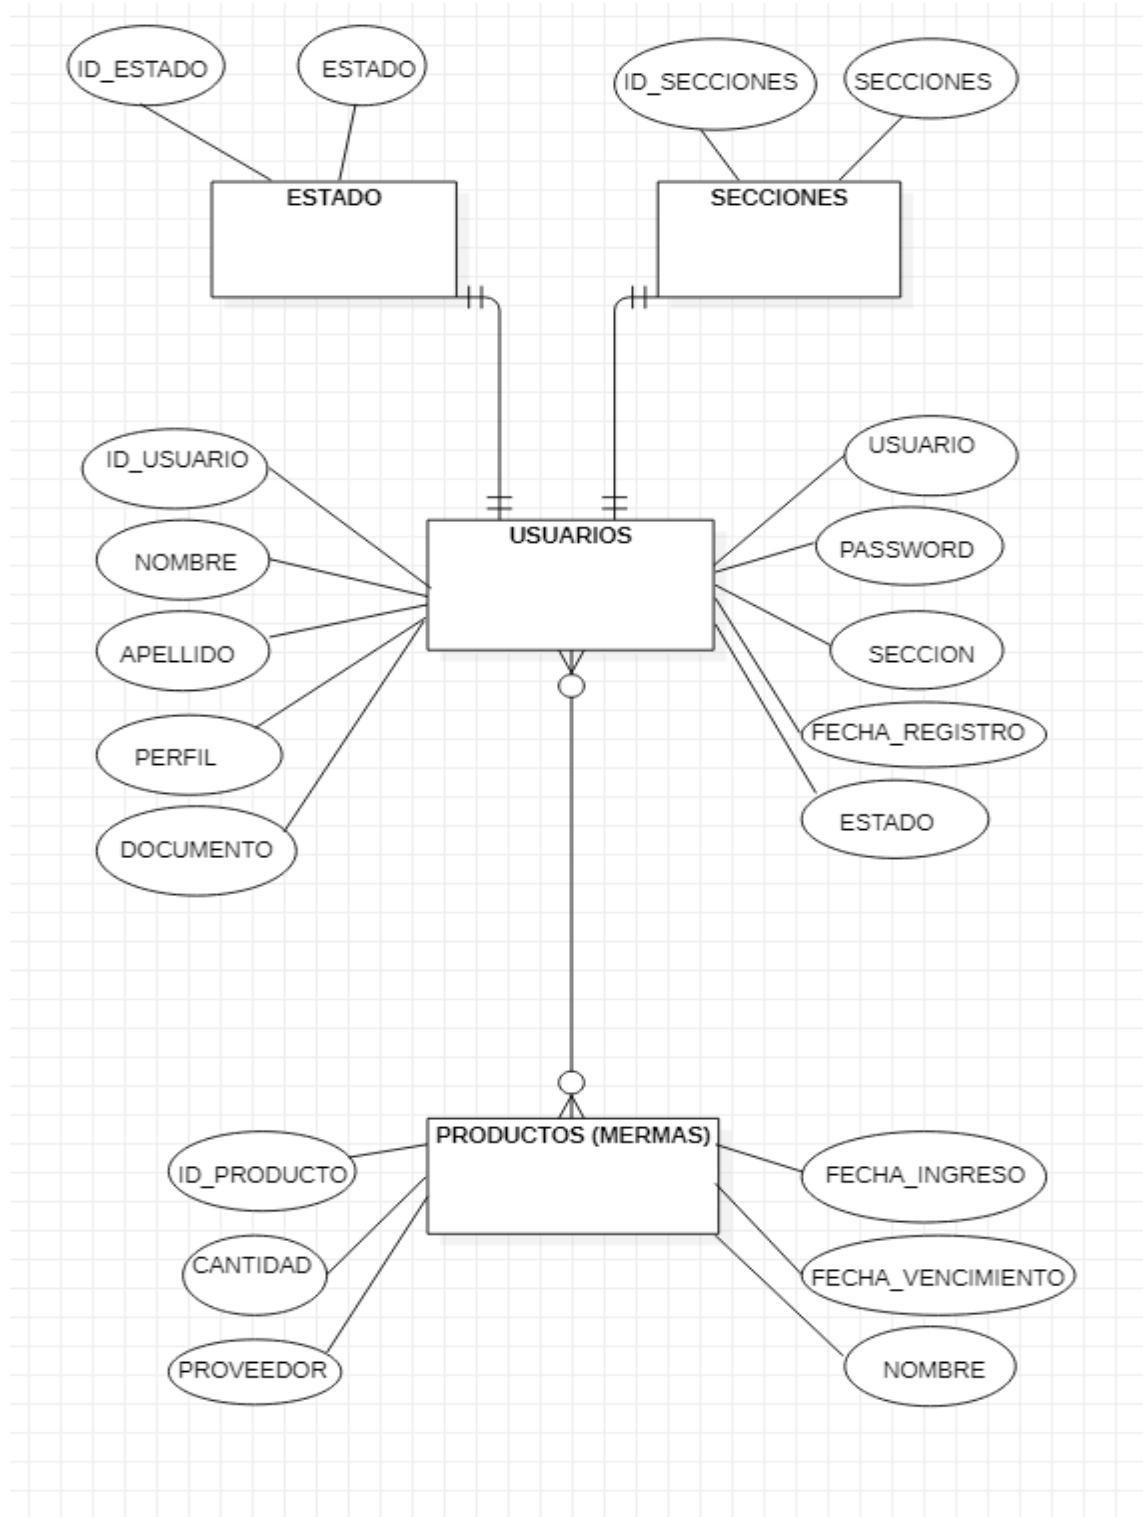 ID_ESTADO
ESTADO
ID_SECCIONES
SECCIONES
ESTADO
SECCIONES
ID_USUARIO
USUARIO
USUARIOS
NOMBRE
PASSWORD
APELLIDO
SECCION
PERFIL
FECHA_REGISTRO
DOCUMENTO
ESTADO
PRODUCTOS (MERMAS)
ID_PRODUCTO
FECHA_INGRESO
CANTIDAD
FECHA_VENCIMIENTO
PROVEEDOR
NOMBRE